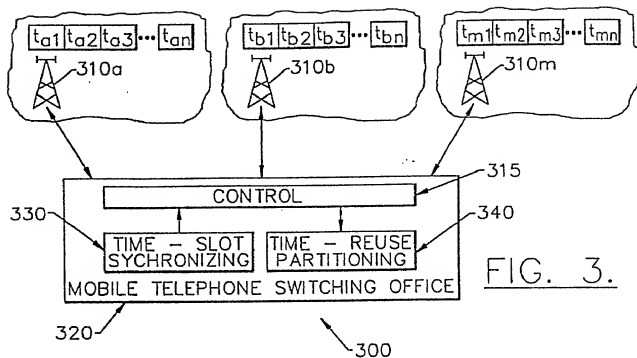 ta1 ta2 ta3 ••• tan tb1 tb2 tb3 ••• tbn tm1 tm2 tm3 ••• tmn
310a 310b 310m
CONTROL 315
330 340
TIME – SLOT TIME – REUSE
SYCHRONIZING PARTITIONING
MOBILE TELEPHONE SWITCHING OFFICE
FIG. 3.
320 300